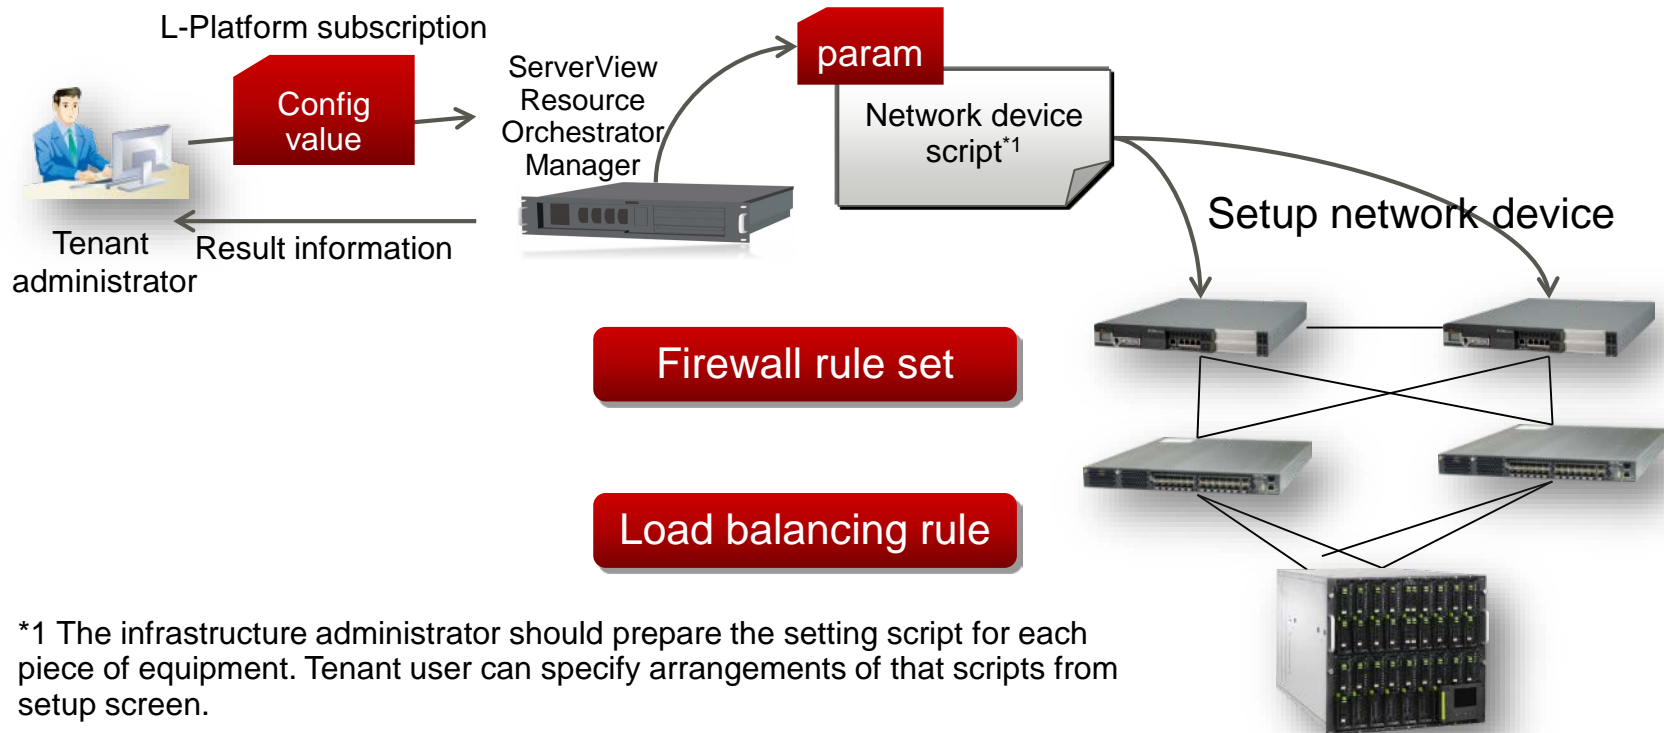 L-Platform subscription
Config
value
ServerView
Resource
Orchestrator
Manager
param
Network device
script*1
Setup network device
Tenant
administrator
Result information
Firewall rule set
Load balancing rule
*1 The infrastructure administrator should prepare the setting script for each
piece of equipment. Tenant user can specify arrangements of that scripts from
setup screen.